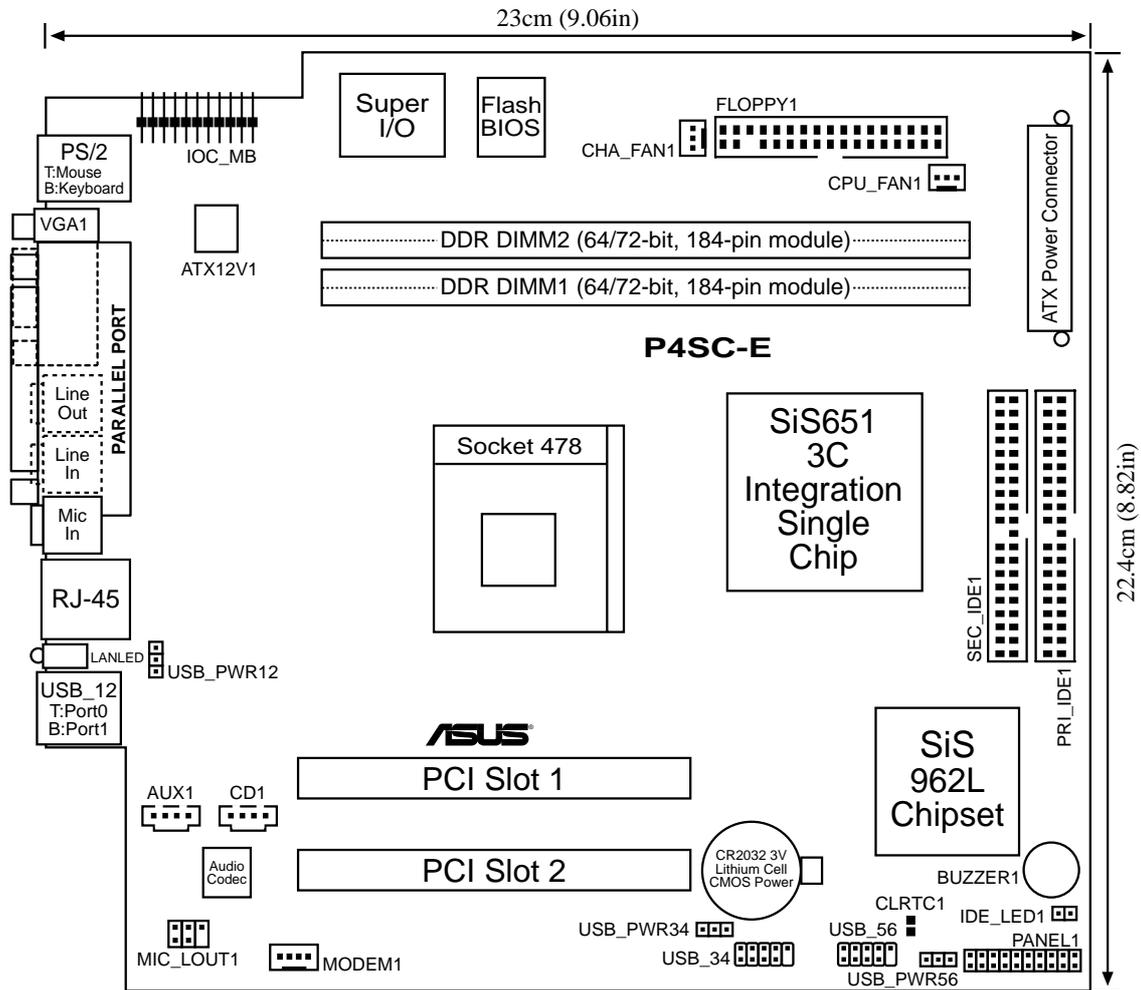 23cm (9.06in)
Super
I/O
Flash
BIOS
FLOPPY1
CHA_FAN1
CPU_FAN1
PS/2
T:Mouse
B:Keyboard
IOC_MB
VGA1
ATX12V1
DDR DIMM2 (64/72-bit, 184-pin module)
DDR DIMM1 (64/72-bit, 184-pin module)
ATX Power Connector
P4SC-E
PARALLEL PORT
Line
Out
Line
In
Mic
In
Socket 478
SiS651
3C
Integration
Single
Chip
22.4cm (8.82in)
SEC_IDE1
PRI_IDE1
RJ-45
LANLED
USB_PWR12
USB_12
T:Port0
B:Port1
ASUS®
PCI Slot 1
SiS
962L
Chipset
AUX1
CD1
Audio
Codec
PCI Slot 2
CR2032 3V
Lithium Cell
CMOS Power
BUZZER1
CLRTC1
IDE_LED1
USB_PWR34
USB_56
PANEL1
MIC_LOUT1
MODEM1
USB_34
USB_PWR56